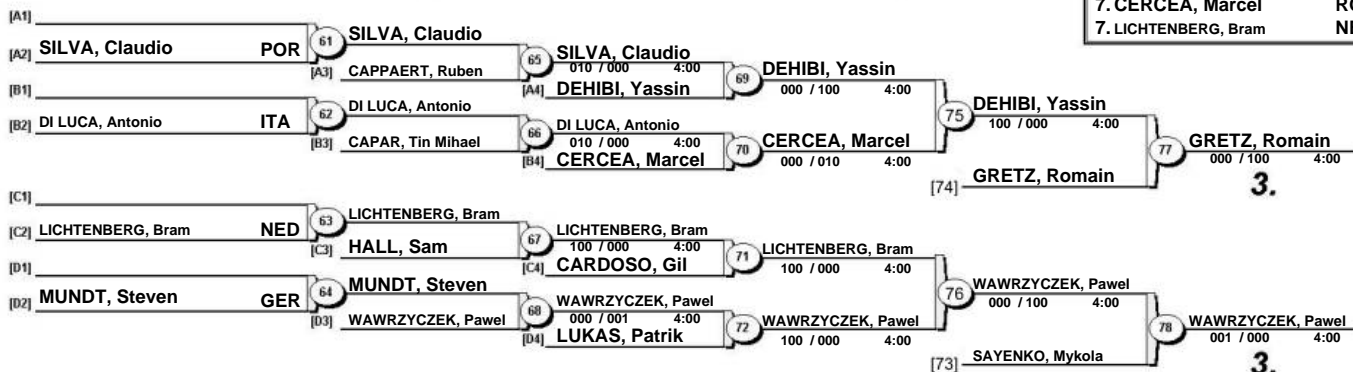 7. CERCEA, Marcel
7. LICHTENBERG, Bram
[A1]
[A2] SILVA, Claudio POR
61 SILVA, Claudio
[A3] CAPPAERT, Ruben
65 SILVA, Claudio
010 / 000 4:00
[A4] DEHIBI, Yassin
69 DEHIBI, Yassin
000 / 100 4:00
[B1]
[B2] DI LUCA, Antonio ITA
62 DI LUCA, Antonio
[B3] CAPAR, Tin Mihael
66 DI LUCA, Antonio
010 / 000 4:00
[B4] CERCEA, Marcel
70 CERCEA, Marcel
000 / 010 4:00
75 DEHIBI, Yassin
100 / 000 4:00
[74] GRETZ, Romain
77 GRETZ, Romain
000 / 100 4:00
3.
[C1]
[C2] LICHTENBERG, Bram NED
63 LICHTENBERG, Bram
[C3] HALL, Sam
67 LICHTENBERG, Bram
100 / 000 4:00
[C4] CARDOSO, Gil
71 LICHTENBERG, Bram
100 / 000 4:00
[D1]
[D2] MUNDT, Steven GER
64 MUNDT, Steven
[D3] WAWRZYCZEK, Pawel
68 WAWRZYCZEK, Pawel
000 / 001 4:00
[D4] LUKAS, Patrik
72 WAWRZYCZEK, Pawel
100 / 000 4:00
76 WAWRZYCZEK, Pawel
000 / 100 4:00
[73] SAYENKO, Mykola
78 WAWRZYCZEK, Pawel
001 / 000 4:00
3.